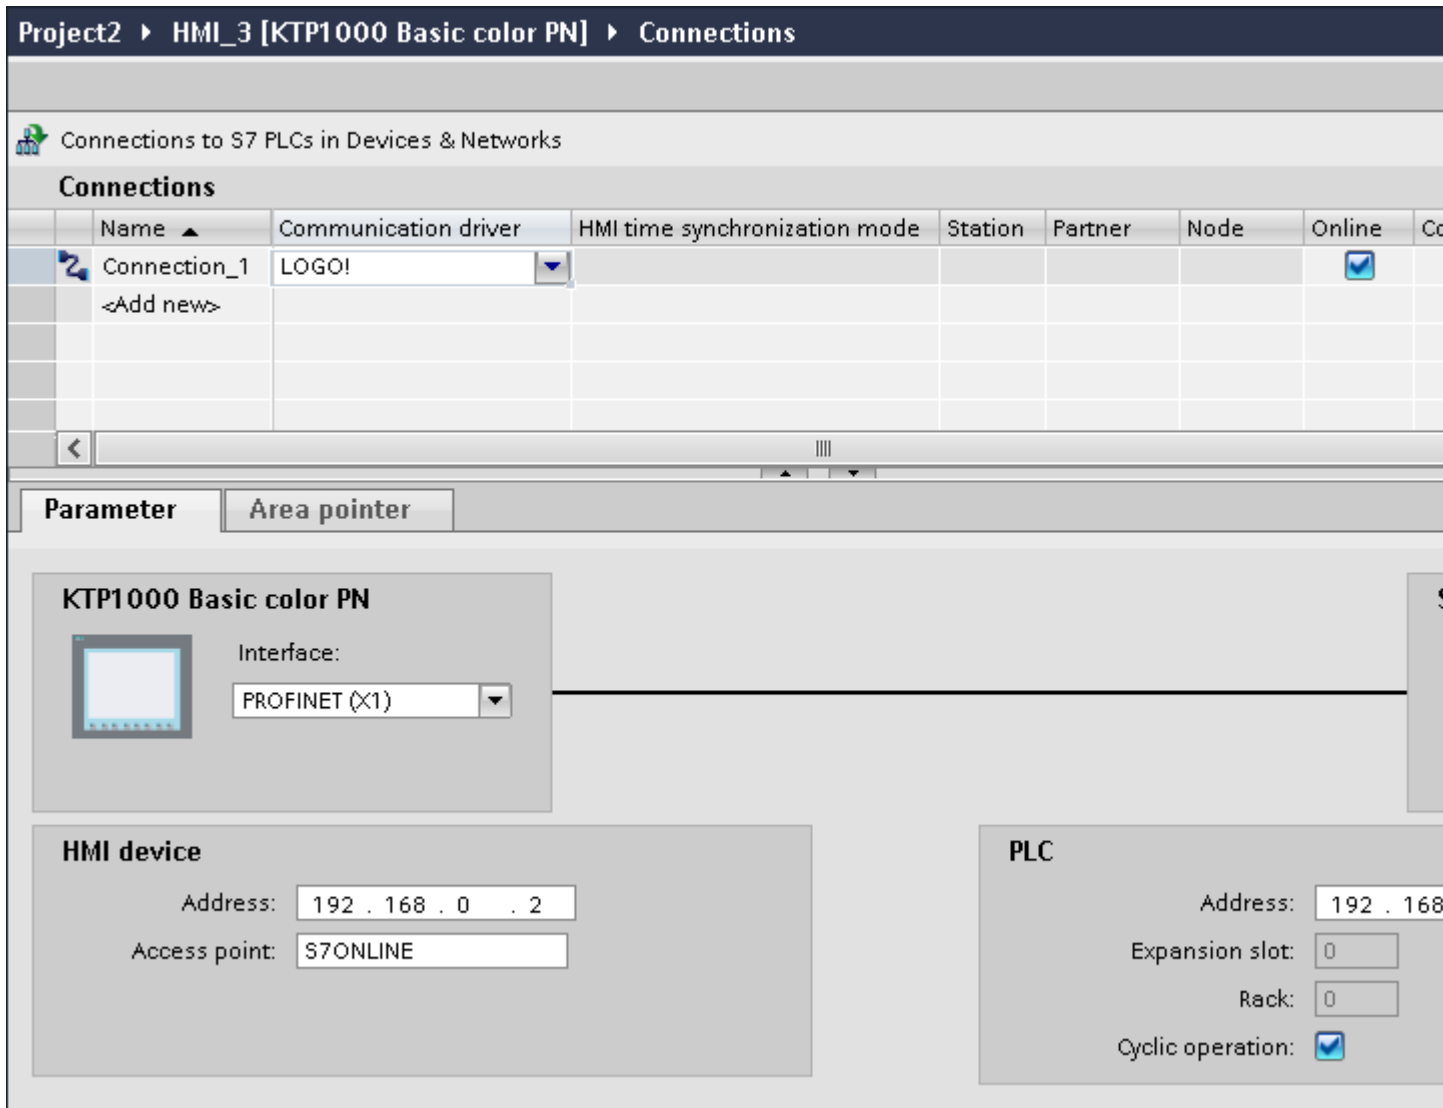 Project2 ▸ HMI_3 [KTP1000 Basic color PN] ▸ Connections
Connections to S7 PLCs in Devices & Networks
Connections
Name Communication driver HMI time synchronization mode Station Partner Node Online Co
Connection_1 LOGO!
<Add new>
Parameter Area pointer
KTP1000 Basic color PN
Interface:
PROFINET (X1)
HMI device
Address: 192 . 168 . 0 . 2
Access point: S7ONLINE
PLC
Address: 192 . 168
Expansion slot: 0
Rack: 0
Cyclic operation: